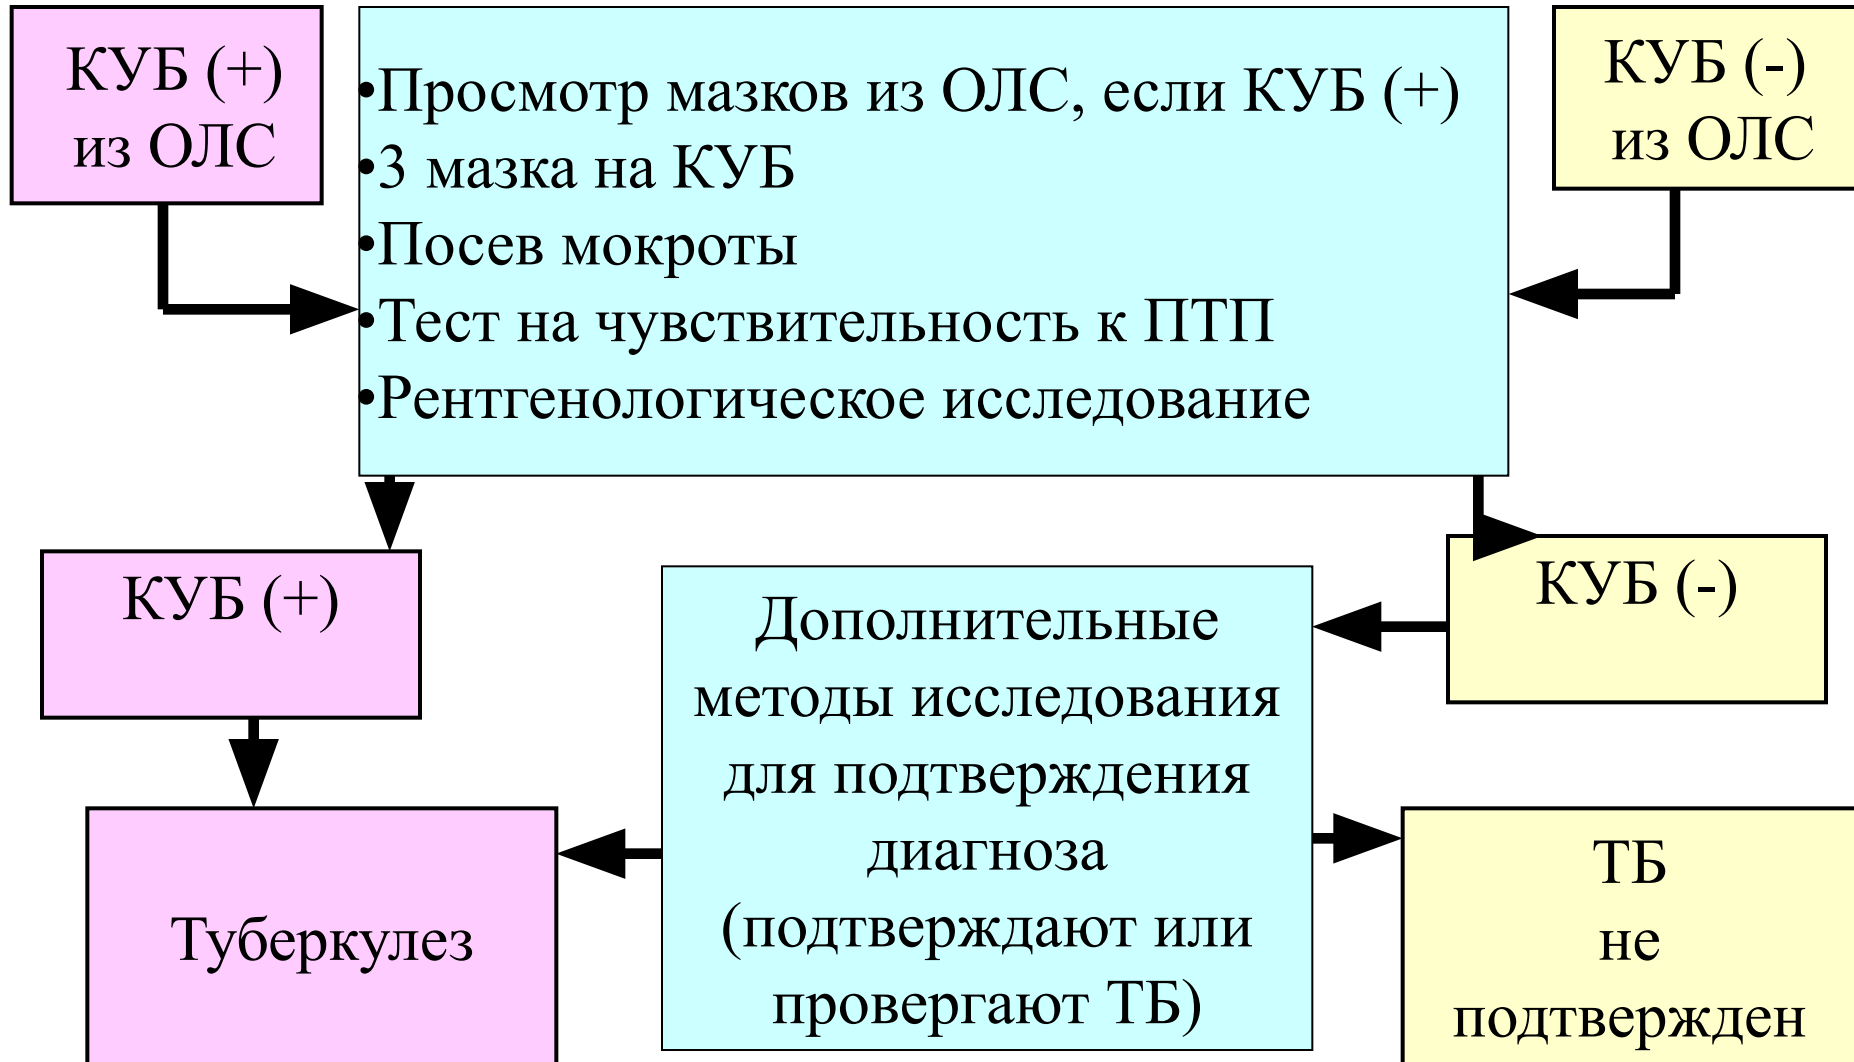 КУБ (+)
из ОЛС
•Просмотр мазков из ОЛС, если КУБ (+)
•3 мазка на КУБ
•Посев мокроты
•Тест на чувствительность к ПТП
•Рентгенологическое исследование
КУБ (-)
из ОЛС
КУБ (+)
КУБ (-)
Дополнительные
методы исследования
для подтверждения
диагноза
(подтверждают или
провергают ТБ)
Туберкулез
ТБ
не
подтвержден